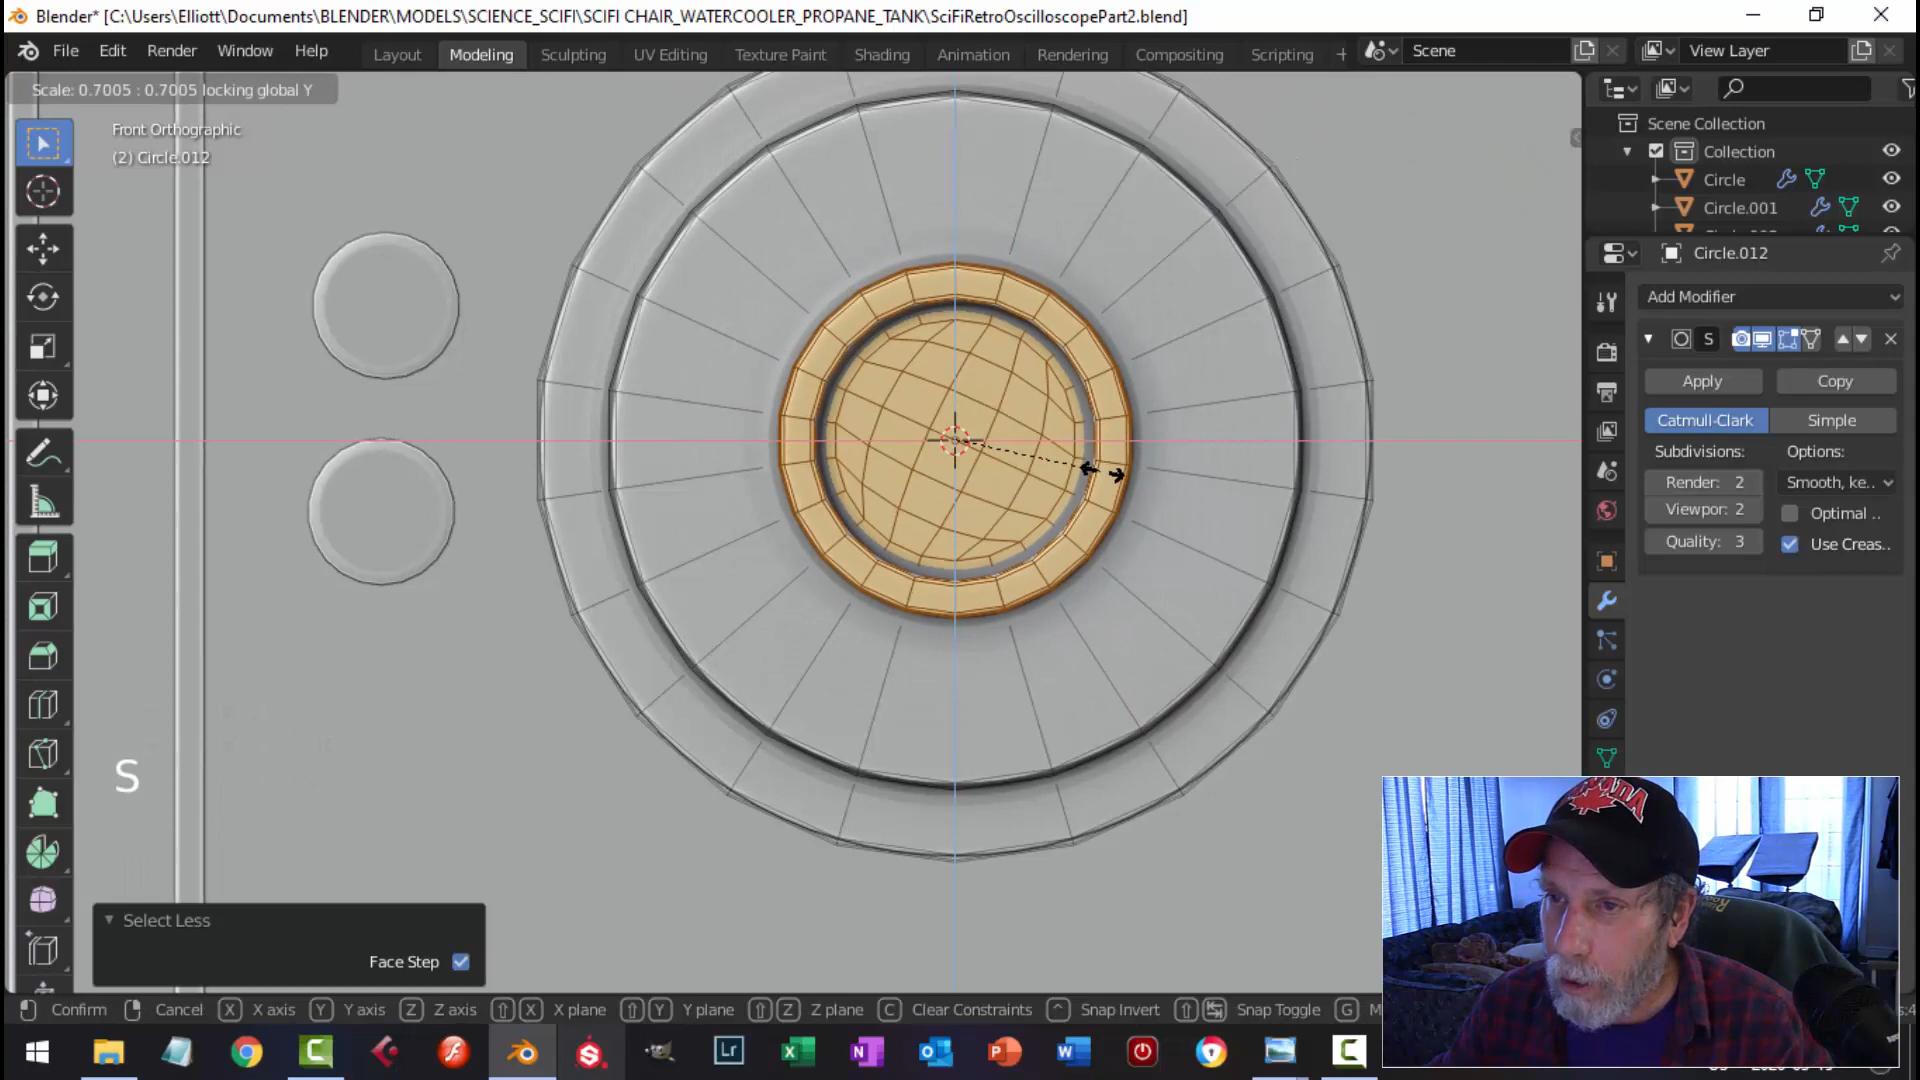 Blender* [C:\Users\Elliott\Documents\BLENDER\MODELS\SCIENCE_SCIFI\SCIFI CHAIR_WATERCOOLER_PROPANE_TANK\SciFiRetroOscilloscopePart2.blend]
File Edit Render Window Help Layout Modeling Sculpting UV Editing Texture Paint Shading Animation Rendering Compositing Scripting + Scene View Layer
Scale: 0.7005 : 0.7005 locking global Y
Front Orthographic
(2) Circle.012
Scene Collection
Collection
Circle
Circle.001
Circle.012
Add Modifier
S
Apply Copy
Catmull-Clark Simple
Subdivisions: Options:
Render: 2 Smooth, ke..
Viewpor: 2 Optimal ..
Quality: 3 Use Creas..
S
Select Less
Face Step
Confirm Cancel X X axis Y Y axis Z Z axis X X plane Y Y plane Z Z plane C Clear Constraints ^ Snap Invert Snap Toggle G
Lr
CANADA